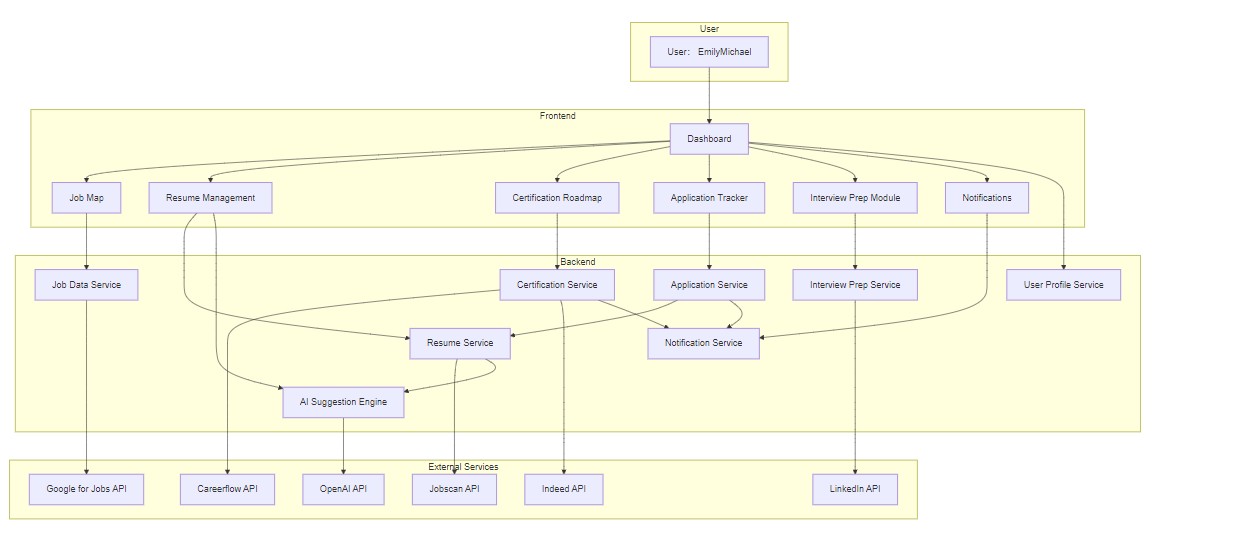 User
User: EmilyMichael
Frontend
Dashboard
Job Map
Resume Management
Certification Roadmap
Application Tracker
Interview Prep Module
Notifications
Backend
Job Data Service
Certification Service
Application Service
Interview Prep Service
User Profile Service
Resume Service
Notification Service
AI Suggestion Engine
External Services
Google for Jobs API
Careerflow API
OpenAI API
Jobscan API
Indeed API
LinkedIn API